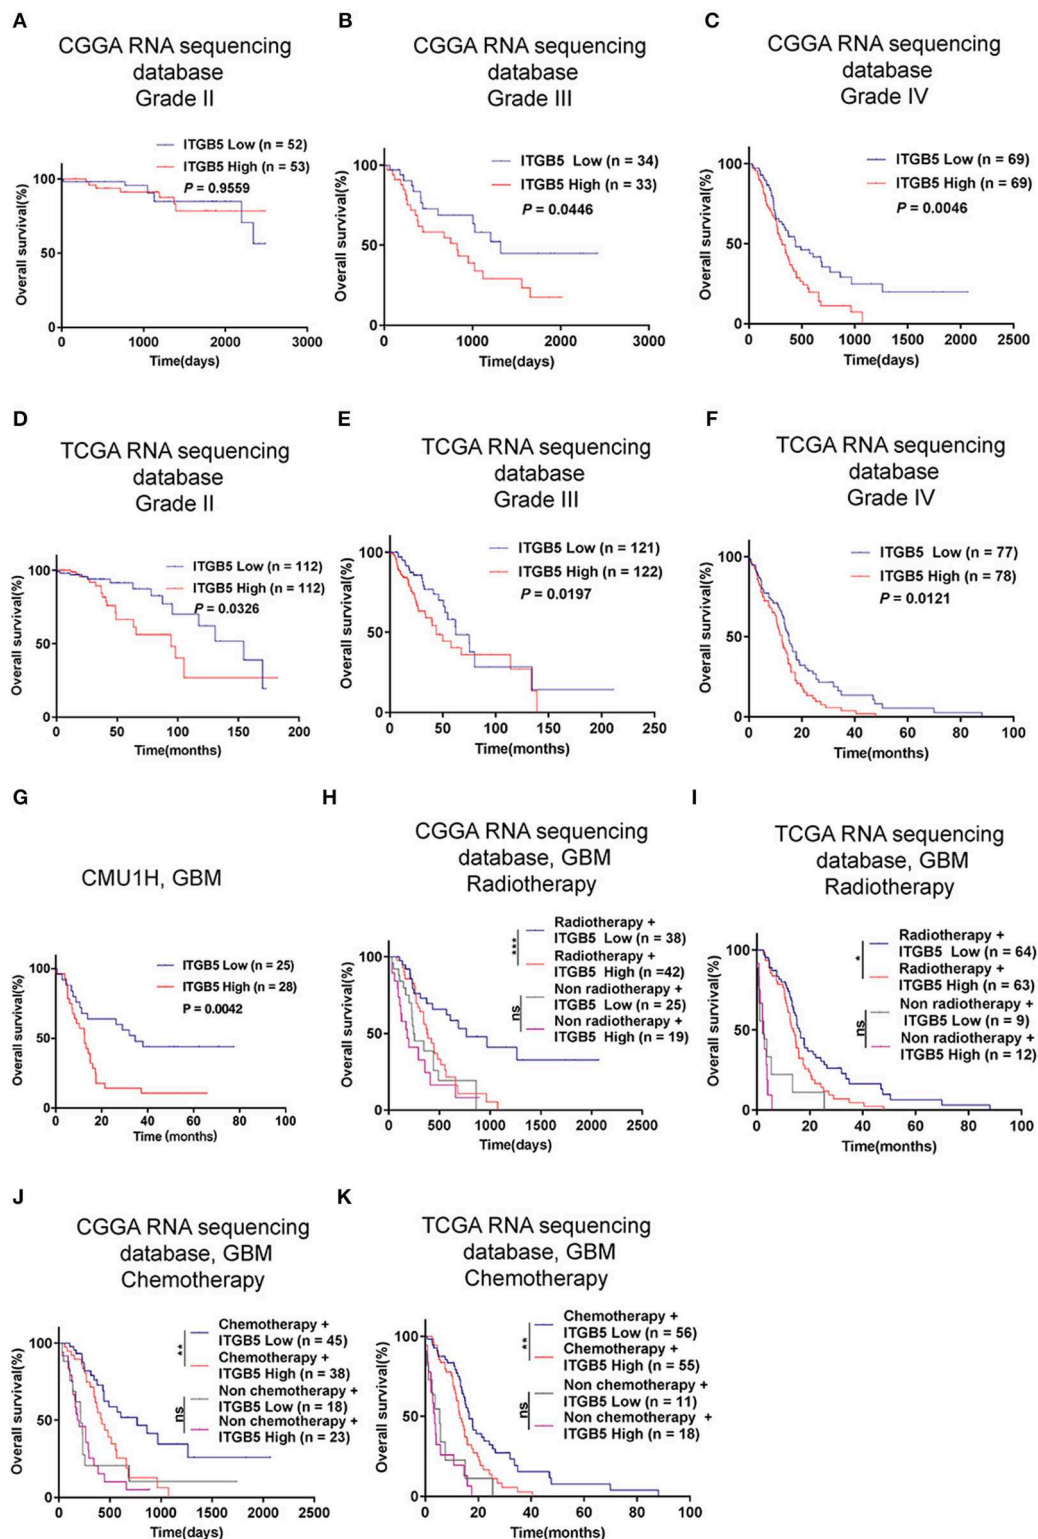 A
CGGA RNA sequencing
database
Grade II
ITGB5 Low (n = 52)
ITGB5 High (n = 53)
P = 0.9559
Overall survival(%)
100
50
0
0 1000 2000 3000
Time(days)
B
CGGA RNA sequencing
database
Grade III
ITGB5 Low (n = 34)
ITGB5 High (n = 33)
P = 0.0446
Overall survival(%)
100
50
0
0 1000 2000 3000
Time(days)
C
CGGA RNA sequencing
database
Grade IV
ITGB5 Low (n = 69)
ITGB5 High (n = 69)
P = 0.0046
Overall survival(%)
100
50
0
0 500 1000 1500 2000 2500
Time(days)
D
TCGA RNA sequencing
database
Grade II
ITGB5 Low (n = 112)
ITGB5 High (n = 112)
P = 0.0326
Overall survival(%)
100
50
0
0 50 100 150 200
Time(months)
E
TCGA RNA sequencing
database
Grade III
ITGB5 Low (n = 121)
ITGB5 High (n = 122)
P = 0.0197
Overall survival(%)
100
50
0
0 50 100 150 200 250
Time(months)
F
TCGA RNA sequencing
database
Grade IV
ITGB5 Low (n = 77)
ITGB5 High (n = 78)
P = 0.0121
Overall survival(%)
100
50
0
0 20 40 60 80 100
Time(months)
G
CMU1H, GBM
ITGB5 Low (n = 25)
ITGB5 High (n = 28)
P = 0.0042
Overall survival(%)
100
50
0
0 20 40 60 80 100
Time (months)
H
CGGA RNA sequencing
database, GBM
Radiotherapy
Radiotherapy +
ITGB5 Low (n = 38)
Radiotherapy +
ITGB5 High (n =42)
Non radiotherapy +
ITGB5 Low (n = 25)
Non radiotherapy +
ITGB5 High (n = 19)
***
ns
Overall survival(%)
100
50
0
0 500 1000 1500 2000 2500
Time(days)
I
TCGA RNA sequencing
database, GBM
Radiotherapy
Radiotherapy +
ITGB5 Low (n = 64)
Radiotherapy +
ITGB5 High (n = 63)
Non radiotherapy +
ITGB5 Low (n = 9)
Non radiotherapy +
ITGB5 High (n = 12)
*
ns
Overall survival(%)
100
50
0
0 20 40 60 80 100
Time(months)
J
CGGA RNA sequencing
database, GBM
Chemotherapy
Chemotherapy +
ITGB5 Low (n = 45)
Chemotherapy +
ITGB5 High (n = 38)
Non chemotherapy +
ITGB5 Low (n = 18)
Non chemotherapy +
ITGB5 High (n = 23)
**
ns
Overall survival(%)
100
50
0
0 500 1000 1500 2000 2500
Time(days)
K
TCGA RNA sequencing
database, GBM
Chemotherapy
Chemotherapy +
ITGB5 Low (n = 56)
Chemotherapy +
ITGB5 High (n = 55)
Non chemotherapy +
ITGB5 Low (n = 11)
Non chemotherapy +
ITGB5 High (n = 18)
**
ns
Overall survival(%)
100
50
0
0 20 40 60 80 100
Time(months)